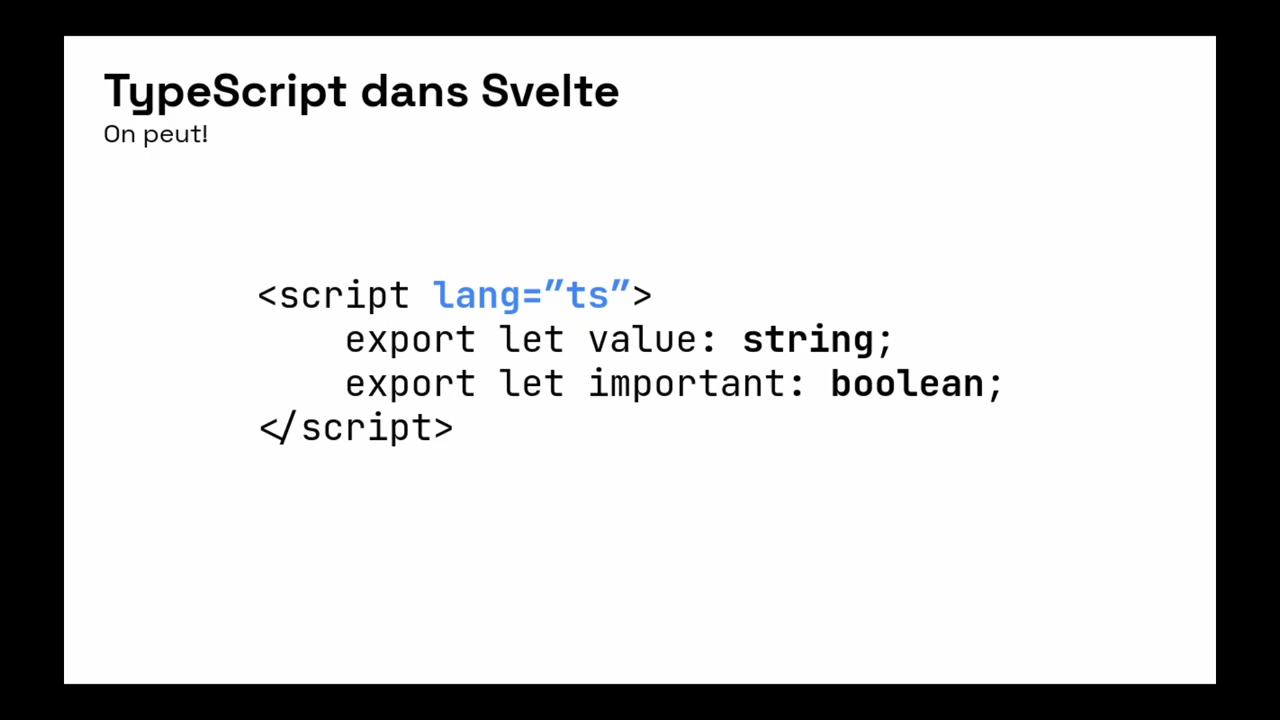 TypeScript dans Svelte
On peut!
<script lang=”ts”>
    export let value: string;
    export let important: boolean;
</script>